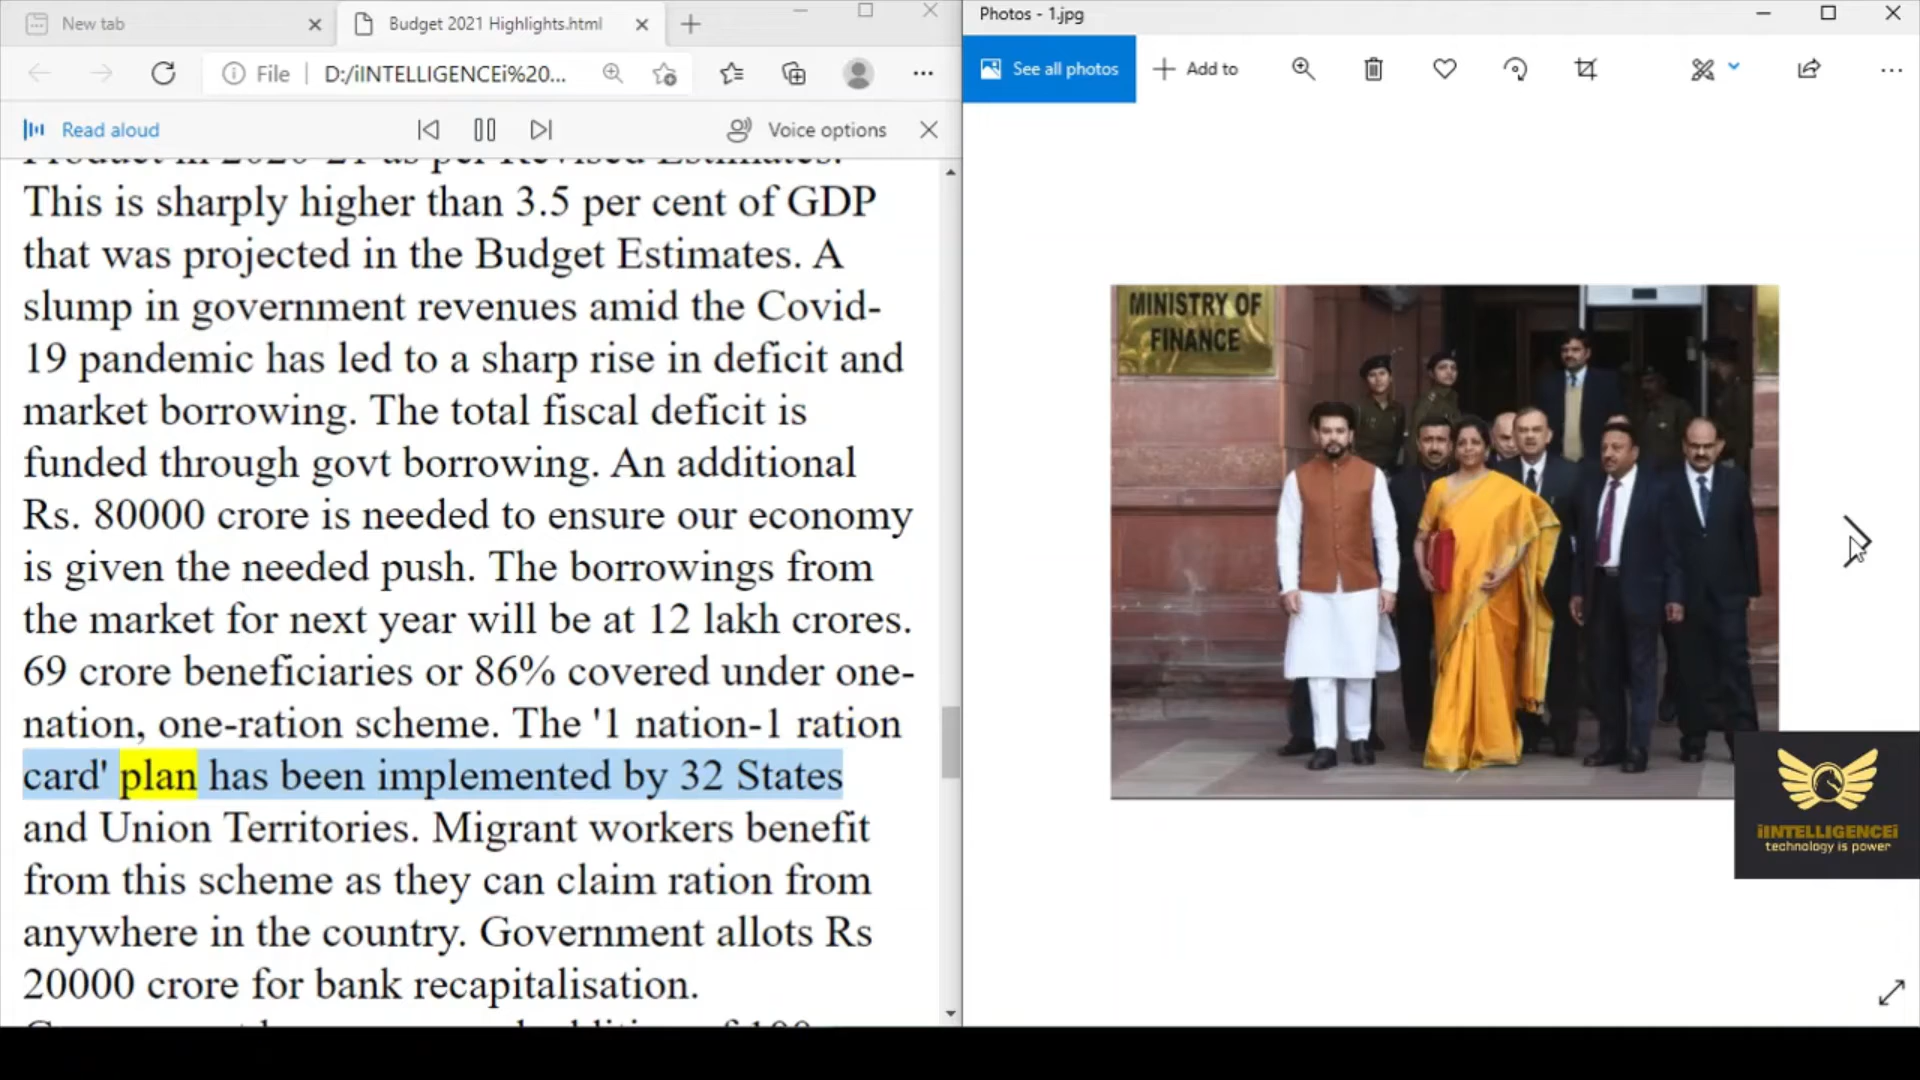 New tab
Budget 2021 Highlights.html
File
D:/iINTELLIGENCEi%20...
Read aloud
Voice options
Product in 2020-21 as per Revised Estimates.
This is sharply higher than 3.5 per cent of GDP
that was projected in the Budget Estimates. A
slump in government revenues amid the Covid-
19 pandemic has led to a sharp rise in deficit and
market borrowing. The total fiscal deficit is
funded through govt borrowing. An additional
Rs. 80000 crore is needed to ensure our economy
is given the needed push. The borrowings from
the market for next year will be at 12 lakh crores.
69 crore beneficiaries or 86% covered under one-
nation, one-ration scheme. The '1 nation-1 ration
card' plan has been implemented by 32 States
and Union Territories. Migrant workers benefit
from this scheme as they can claim ration from
anywhere in the country. Government allots Rs
20000 crore for bank recapitalisation.
Photos - 1.jpg
See all photos
Add to
MINISTRY OF
FINANCE
iINTELLIGENCEi
technology is power